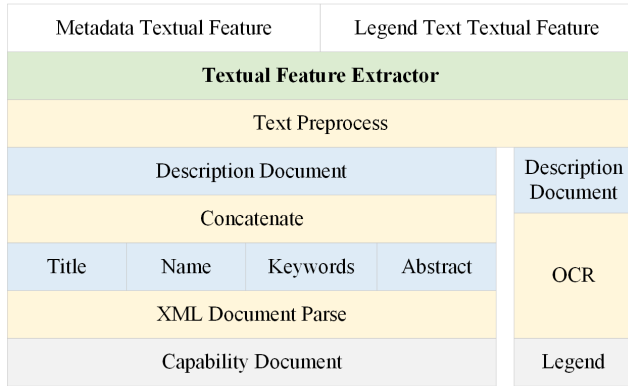 Metadata Textual Feature
Legend Text Textual Feature
Textual Feature Extractor
Text Preprocess
Description Document
Description
Document
Concatenate
Title
Name
Keywords
Abstract
OCR
XML Document Parse
Capability Document
Legend